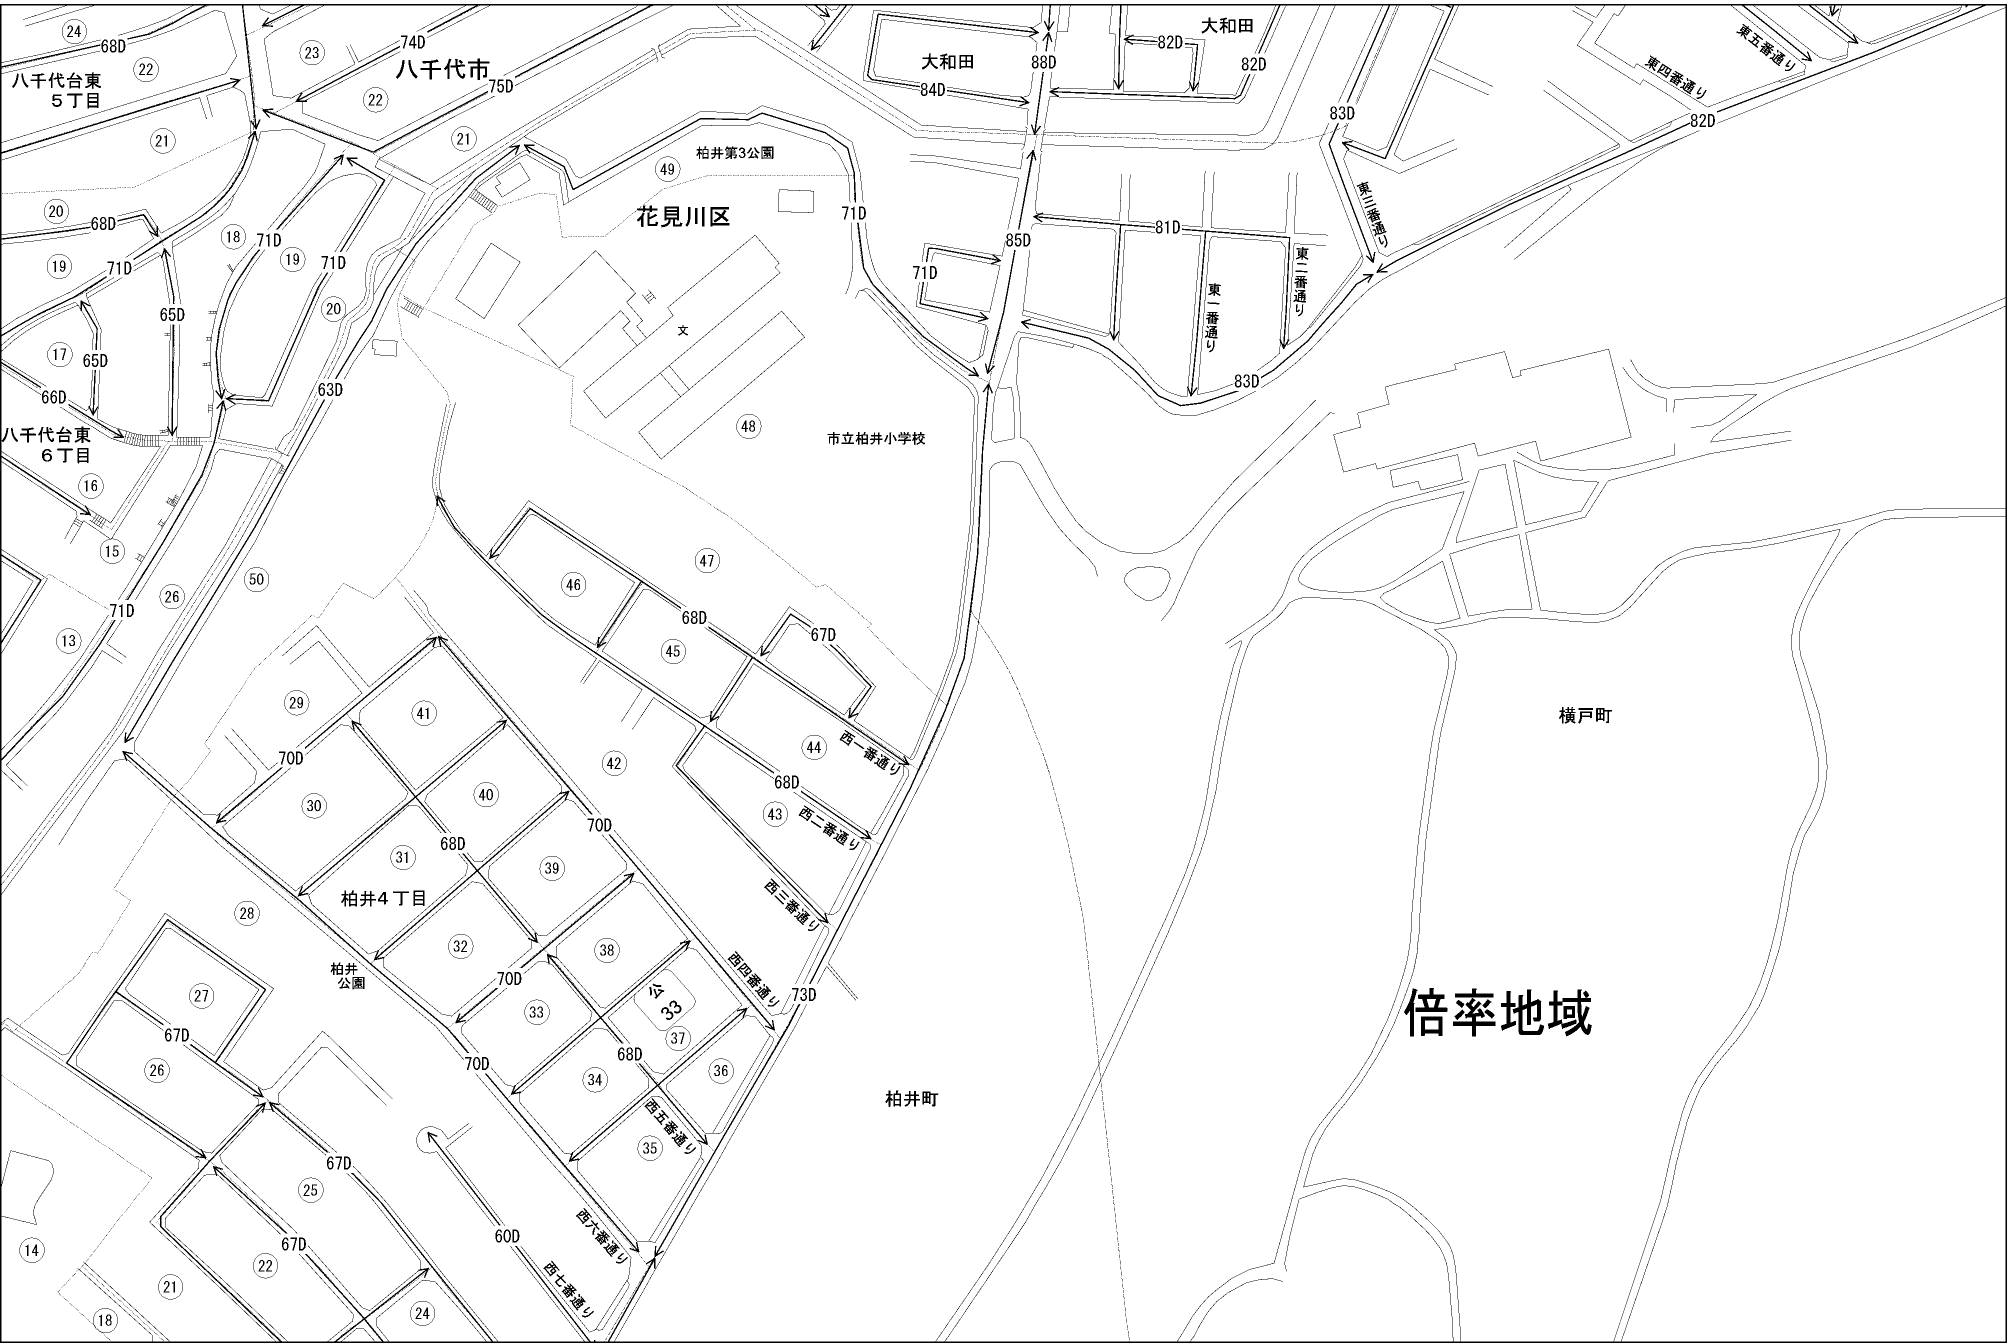 24
68D
22
八千代台東
５丁目
23
74D
八千代市
22
75D
21
21
大和田
84D
88D
82D
大和田
82D
83D
東五番通り
東四番通り
82D
柏井第3公園
49
花見川区
71D
20
68D
18
71D
19
71D
19
71D
65D
20
17
65D
66D
63D
85D
71D
81D
東一番通り
東二番通り
東三番通り
83D
文
48
市立柏井小学校
八千代台東
６丁目
16
15
26
50
71D
13
47
46
68D
45
67D
44
西一番通り
68D
43
西二番通り
西三番通り
42
29
41
70D
30
40
70D
68D
31
39
柏井４丁目
32
38
70D
西四番通り
73D
28
柏井
公園
27
67D
26
33
公
33
37
70D
68D
34
36
西五番通り
35
67D
25
67D
22
60D
西六番通り
西七番通り
14
21
18
24
柏井町
横戸町
倍率地域